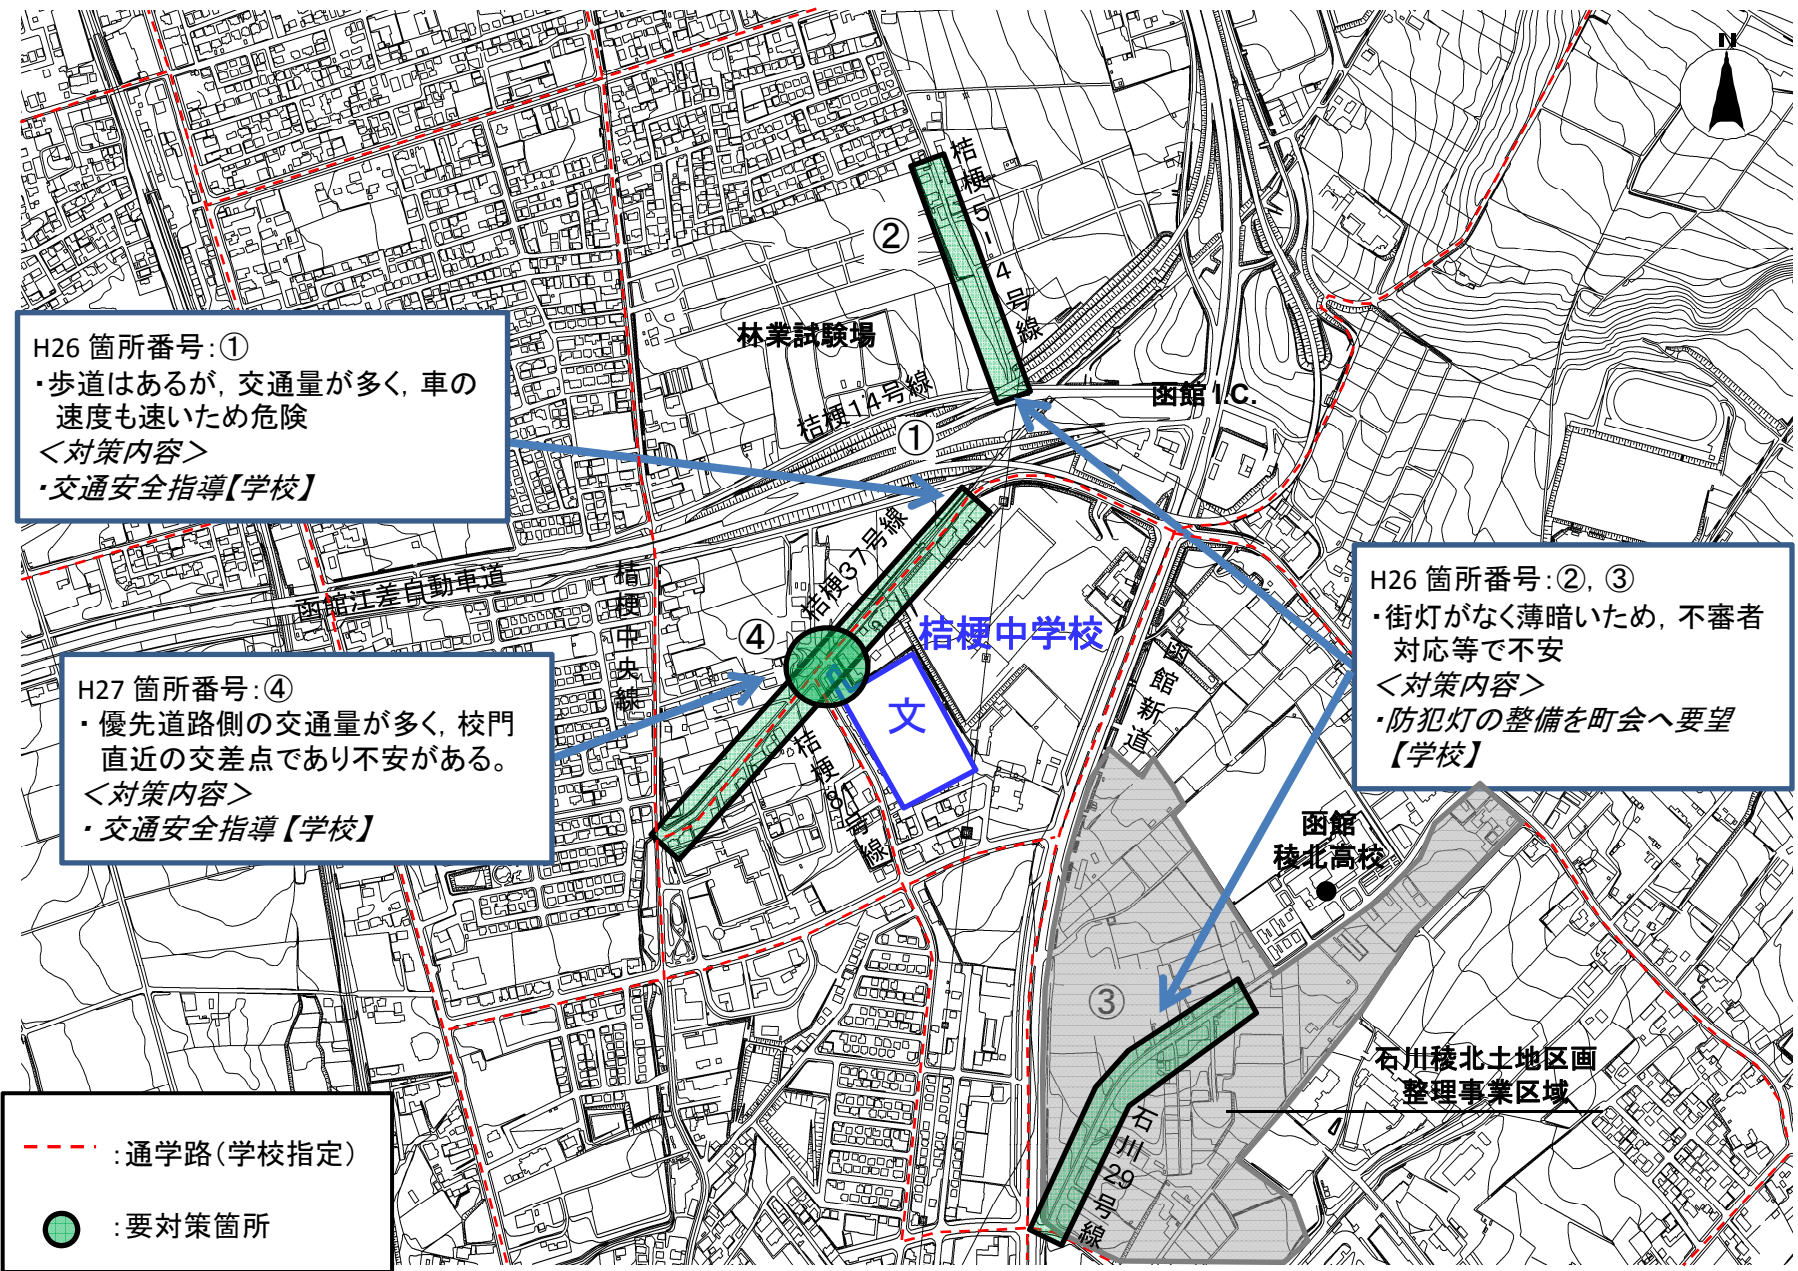 N
桔梗5-4号線
②
林業試験場
桔梗14号線
函館I.C.
①
H26 箇所番号:①
・歩道はあるが, 交通量が多く, 車の
速度も速いため危険
<対策内容>
・交通安全指導【学校】
桔梗37号線
函館江差自動車道
桔梗中央線
④
桔梗中学校
文
函館新道
H26 箇所番号:②, ③
・街灯がなく薄暗いため, 不審者
対応等で不安
<対策内容>
・防犯灯の整備を町会へ要望
【学校】
H27 箇所番号:④
・優先道路側の交通量が多く, 校門
直近の交差点であり不安がある。
<対策内容>
・交通安全指導【学校】
桔梗81号線
函館
稜北高校
③
石川稜北土地区画
整理事業区域
石川29号線
:通学路(学校指定)
:要対策箇所